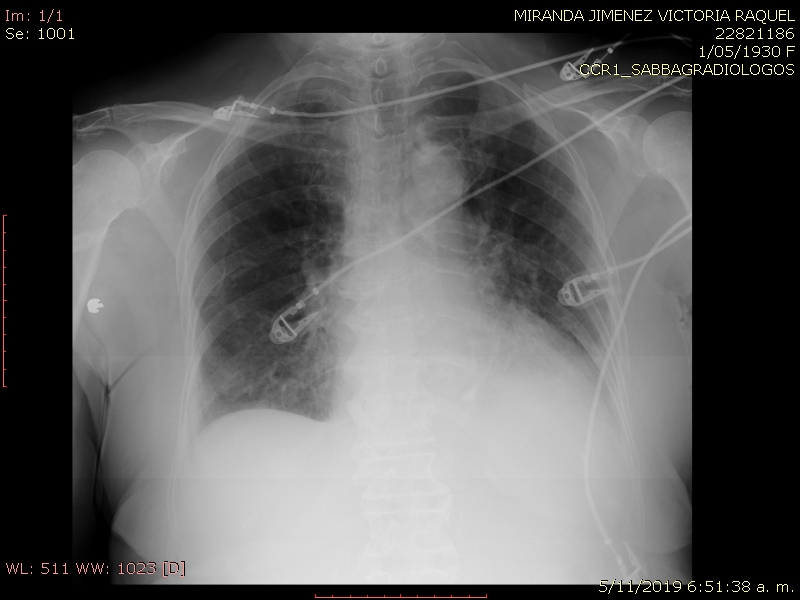 Im: 1/1
Se: 1001
MIRANDA JIMENEZ VICTORIA RAQUEL
22821186
1/05/1930 F
CCR1_SABBAGRADIOLOGOS
WL: 511 WW: 1023 [D]
5/11/2019 6:51:38 a. m.